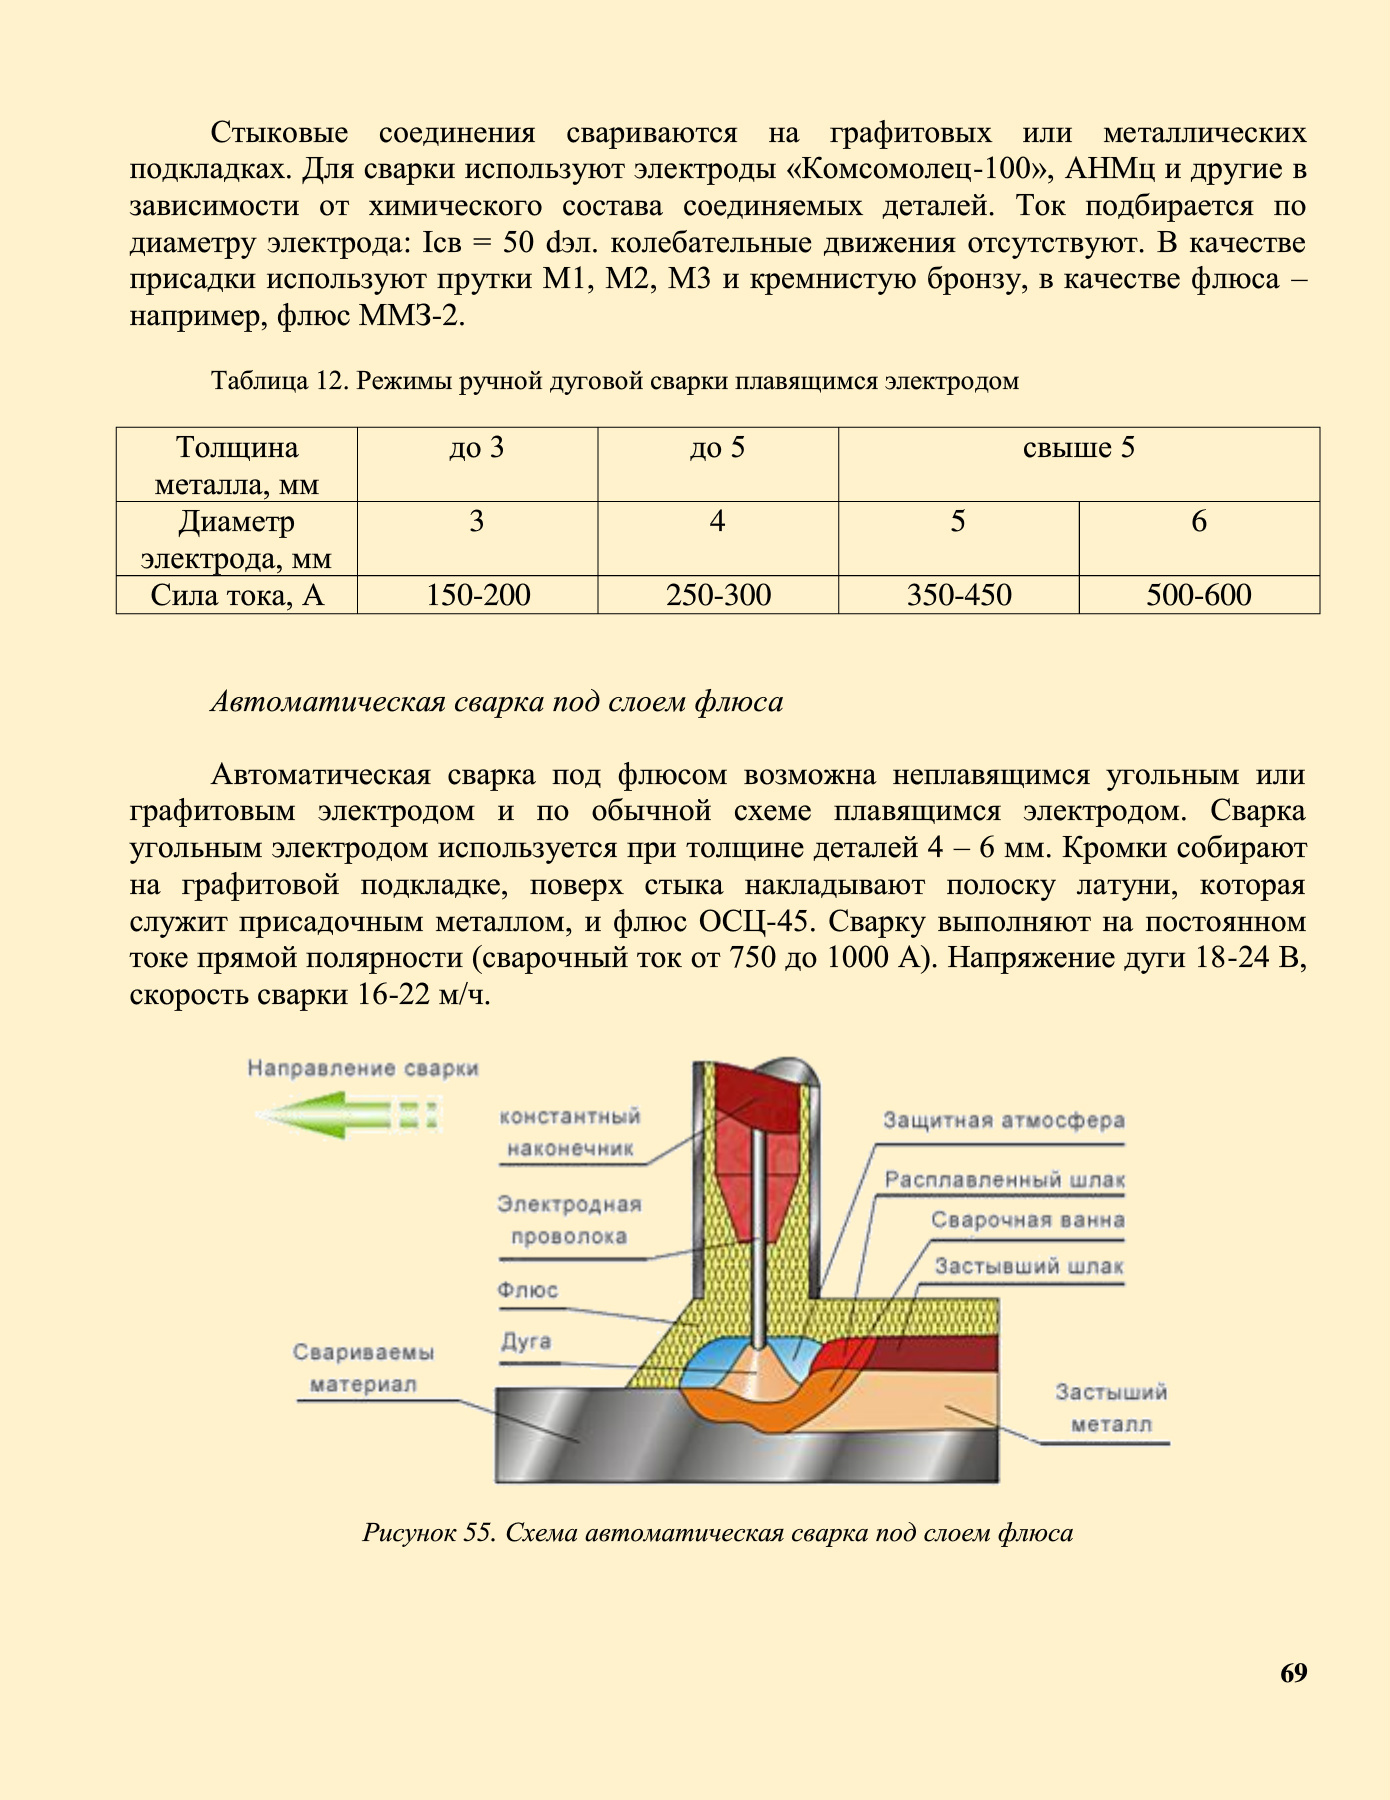 Стыковые соединения свариваются на графитовых или металлических
подкладках. Для сварки используют электроды «Комсомолец-100», АНМц и другие в
зависимости от химического состава соединяемых деталей. Ток подбирается по
диаметру электрода: Iсв = 50 dэл. колебательные движения отсутствуют. В качестве
присадки используют прутки М1, М2, М3 и кремнистую бронзу, в качестве флюса –
например, флюс ММЗ-2.
Таблица 12. Режимы ручной дуговой сварки плавящимся электродом
Толщина
металла, мм
до 3
до 5
свыше 5
Диаметр
электрода, мм
3
4
5
6
Сила тока, А
150-200
250-300
350-450
500-600
Автоматическая сварка под слоем флюса
Автоматическая сварка под флюсом возможна неплавящимся угольным или
графитовым электродом и по обычной схеме плавящимся электродом. Сварка
угольным электродом используется при толщине деталей 4 – 6 мм. Кромки собирают
на графитовой подкладке, поверх стыка накладывают полоску латуни, которая
служит присадочным металлом, и флюс ОСЦ-45. Сварку выполняют на постоянном
токе прямой полярности (сварочный ток от 750 до 1000 А). Напряжение дуги 18-24 В,
скорость сварки 16-22 м/ч.
Направление сварки
константный
наконечник
Электродная
проволока
Флюс
Дуга
Свариваемы
материал
Защитная атмосфера
Расплавленный шлак
Сварочная ванна
Застывший шлак
Застыший
металл
Рисунок 55. Схема автоматическая сварка под слоем флюса
69